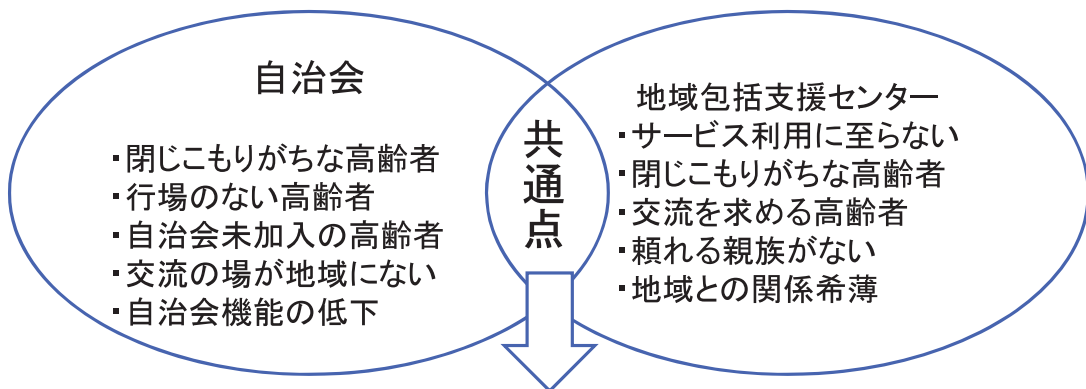 自治会
・閉じこもりがちな高齢者
・行場のない高齢者
・自治会未加入の高齢者
・交流の場が地域にない
・自治会機能の低下
共通点
地域包括支援センター
・サービス利用に至らない
・閉じこもりがちな高齢者
・交流を求める高齢者
・頼れる親族がない
・地域との関係希薄